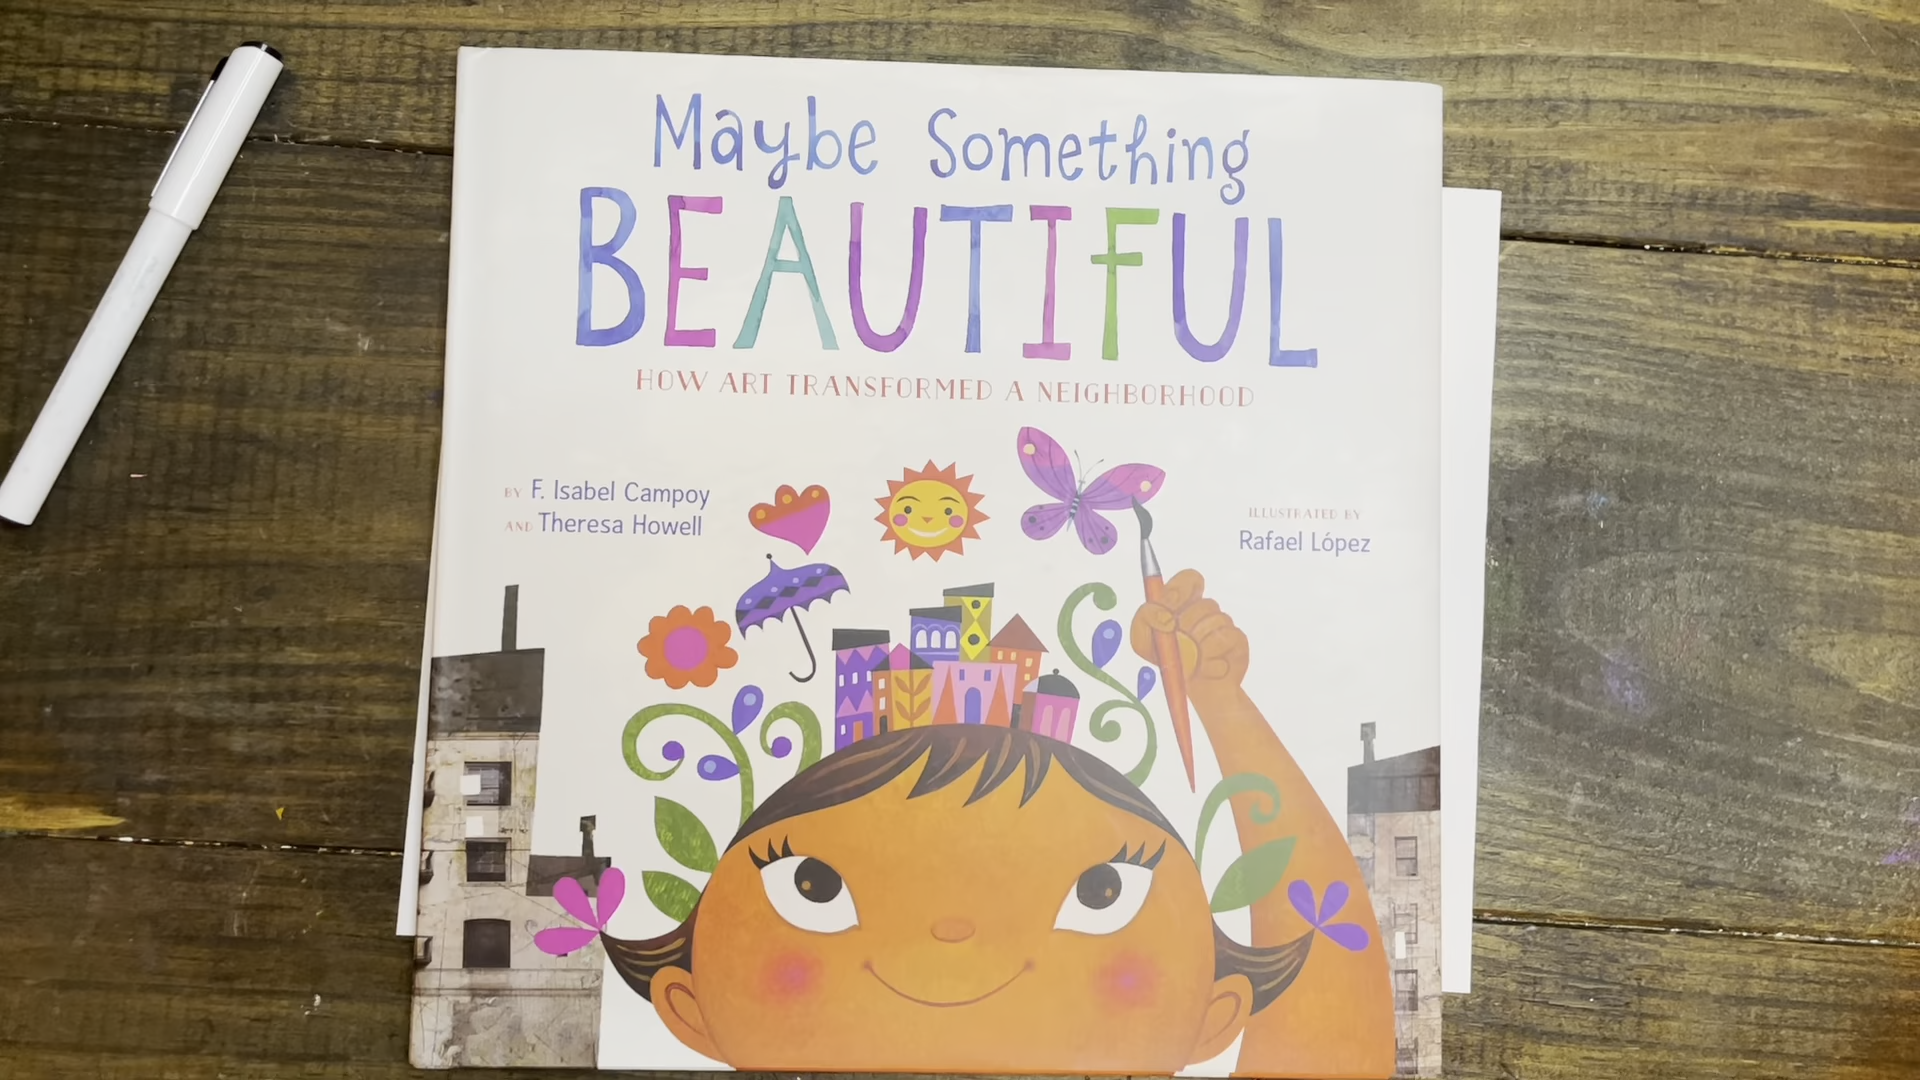 Maybe Something
BEAUTIFUL
HOW ART TRANSFORMED A NEIGHBORHOOD
BY F. Isabel Campoy
AND Theresa Howell
ILLUSTRATED BY
Rafael López